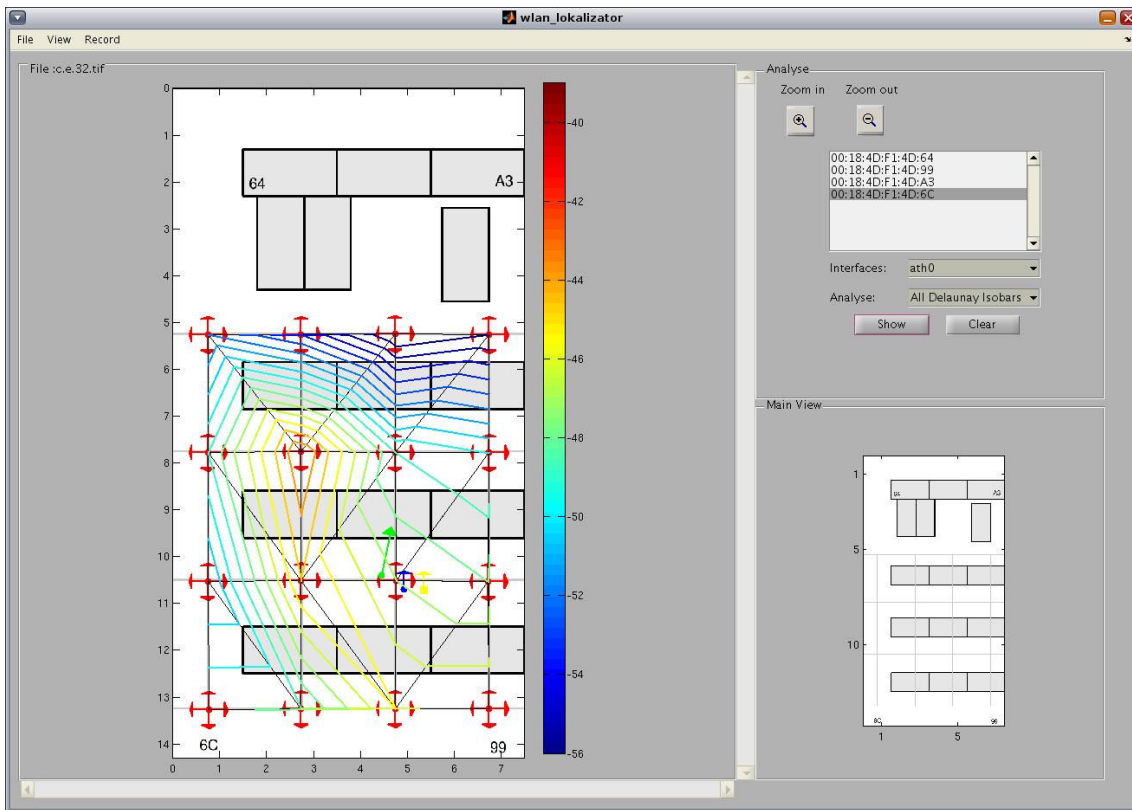 wlan_lokalizator
File View Record
File :c.e.32.tif
0
1
2
3
4
5
6
7
8
9
10
11
12
13
14
64
A3
6C
99
0 1 2 3 4 5 6 7
-40
-42
-44
-46
-48
-50
-52
-54
-56
Analyse
Zoom in Zoom out
00:18:4D:F1:4D:64
00:18:4D:F1:4D:99
00:18:4D:F1:4D:A3
00:18:4D:F1:4D:6C
Interfaces: ath0
Analyse: All Delaunay Isobars
Show Clear
Main View
1
5
10
64 A3
6C 99
1 5